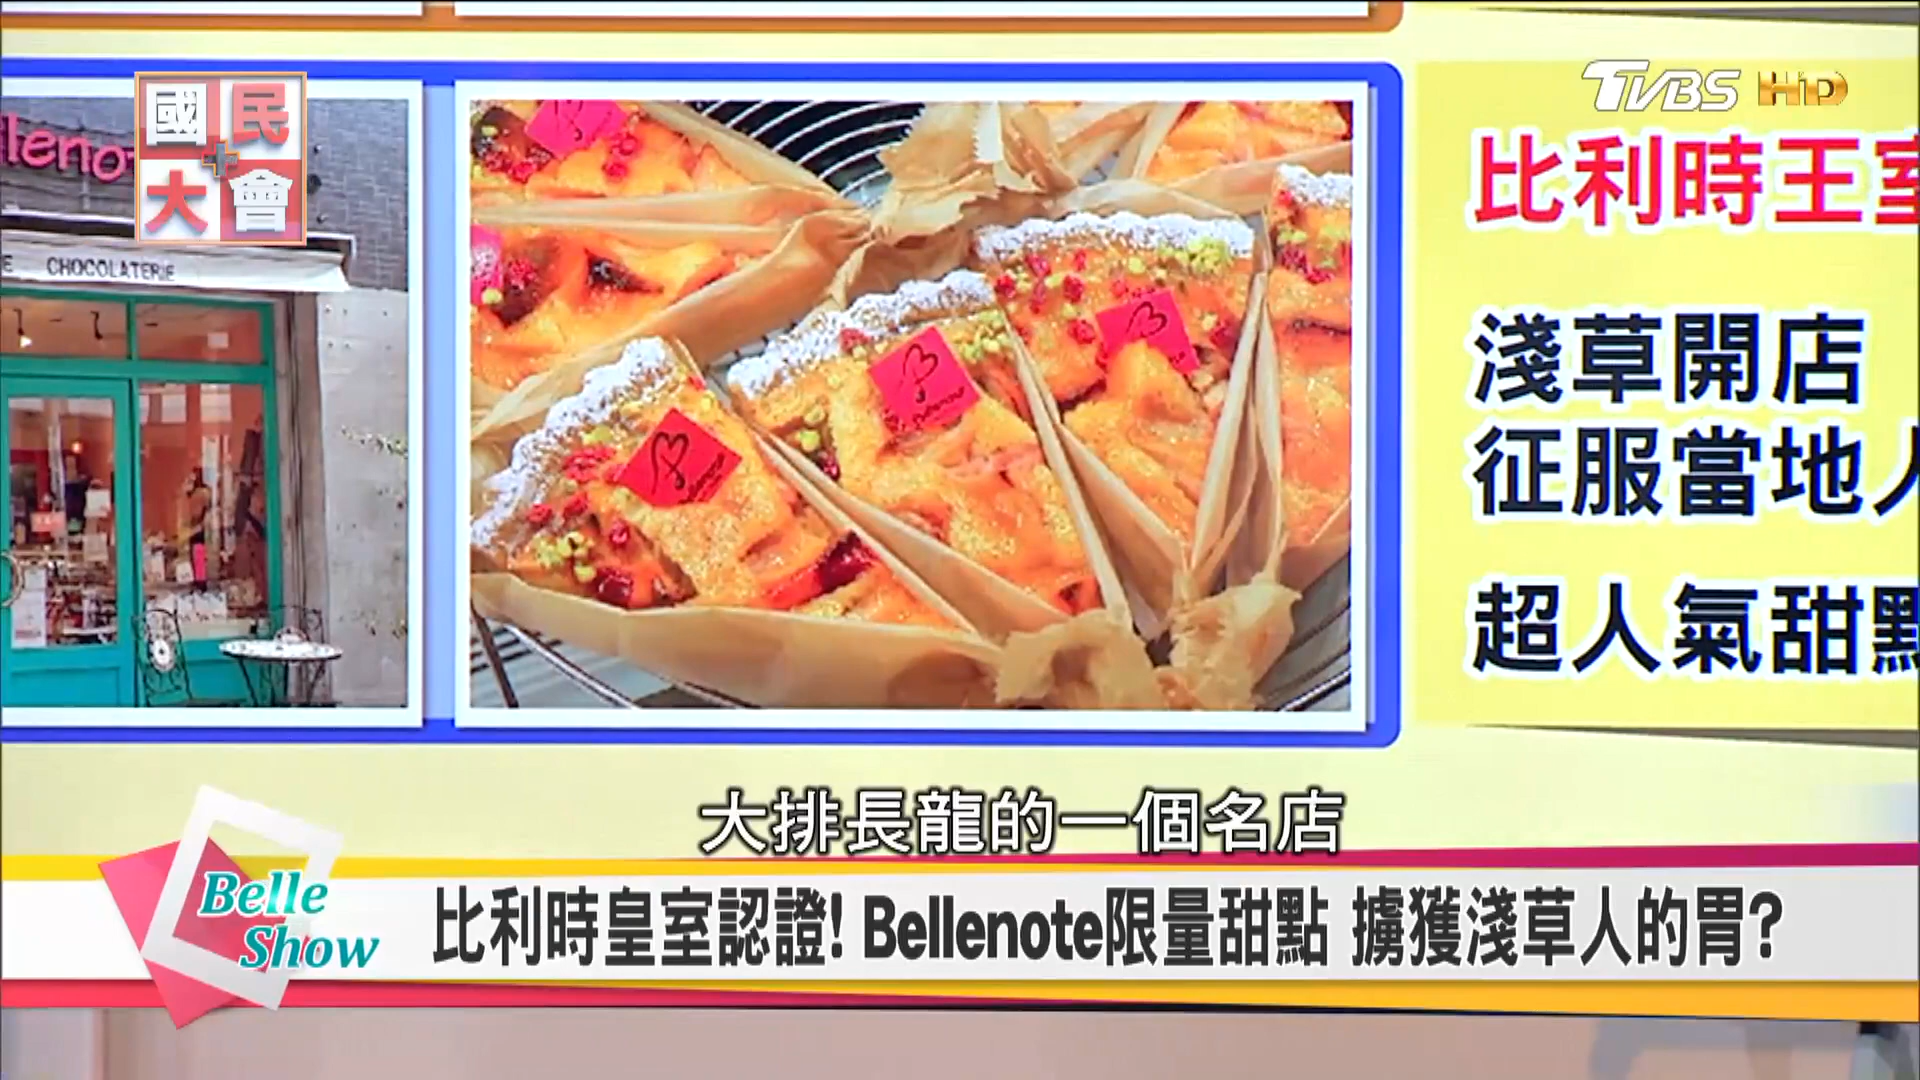 國民
大會
TVBS HD
llenot
E CHOCOLATERIE
比利時王室
淺草開店
征服當地人
超人氣甜點
大排長龍的一個名店
Belle
Show
比利時皇室認證! Bellenote限量甜點 擄獲淺草人的胃?